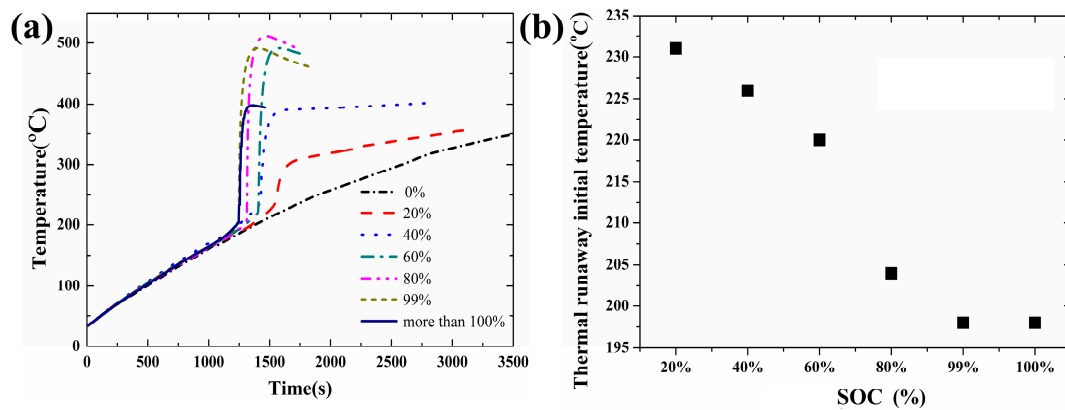 (a)
Temperature(°C)
500
400
300
200
100
0
0%
20%
40%
60%
80%
99%
more than 100%
0 500 1000 1500 2000 2500 3000 3500
Time(s)
(b)
Thermal runaway initial temperature(°C)
235
230
225
220
215
210
205
200
195
20% 40% 60% 80% 99% 100%
SOC (%)